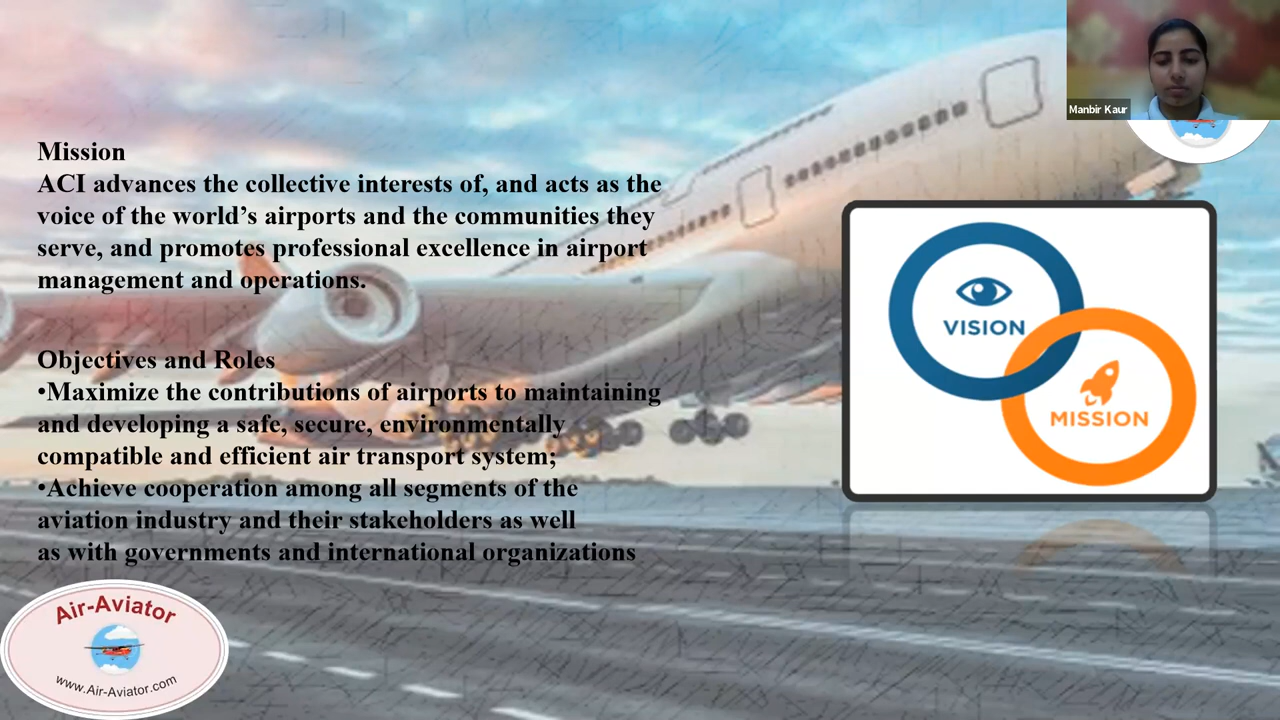 Manbir Kaur
Mission
ACI advances the collective interests of, and acts as the
voice of the world’s airports and the communities they
serve, and promotes professional excellence in airport
management and operations.
Objectives and Roles
•Maximize the contributions of airports to maintaining
and developing a safe, secure, environmentally
compatible and efficient air transport system;
•Achieve cooperation among all segments of the
aviation industry and their stakeholders as well
as with governments and international organizations
VISION
MISSION
Air-Aviator
www.Air-Aviator.com